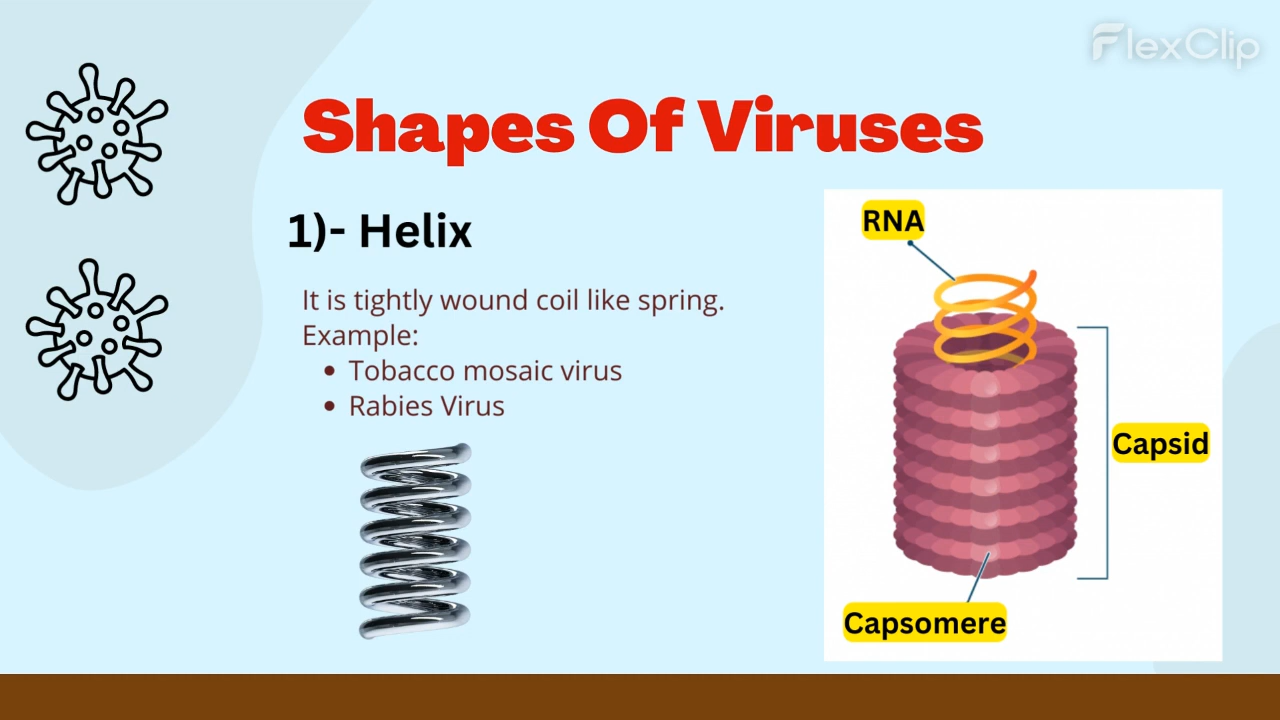 FlexClip
Shapes Of Viruses
1)- Helix
It is tightly wound coil like spring.
Example:
• Tobacco mosaic virus
• Rabies Virus
RNA
Capsid
Capsomere